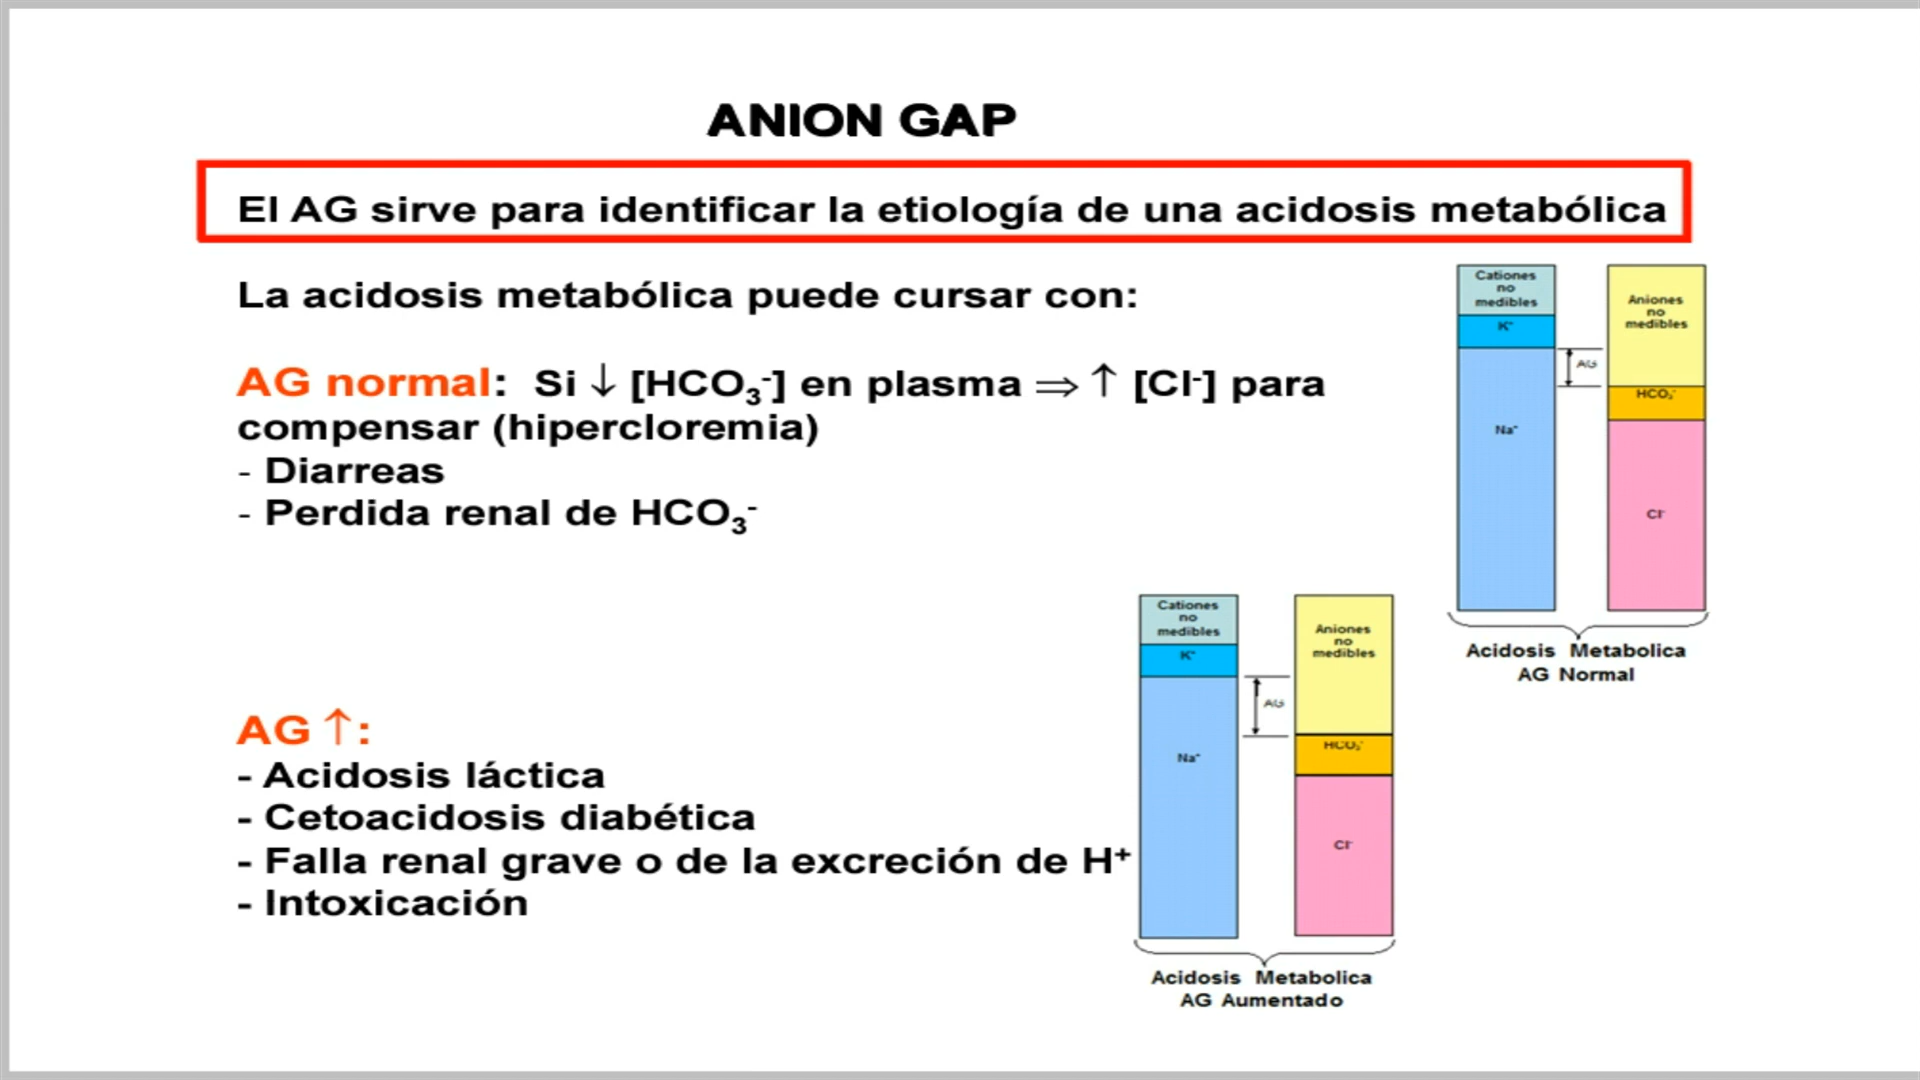 ANION GAP
El AG sirve para identificar la etiología de una acidosis metabólica
La acidosis metabólica puede cursar con:
AG normal: Si ↓ [HCO₃⁻] en plasma ⇒ ↑ [Cl⁻] para
compensar (hipercloremia)
- Diarreas
- Perdida renal de HCO₃⁻
Cationes
no
medibles
K⁺
Na⁺
AG
Aniones
no
medibles
HCO₃⁻
Cl⁻
Acidosis Metabolica
AG Normal
AG ↑:
- Acidosis láctica
- Cetoacidosis diabética
- Falla renal grave o de la excreción de H⁺
- Intoxicación
Cationes
no
medibles
K⁺
Na⁺
AG
Aniones
no
medibles
HCO₃⁻
Cl⁻
Acidosis Metabolica
AG Aumentado